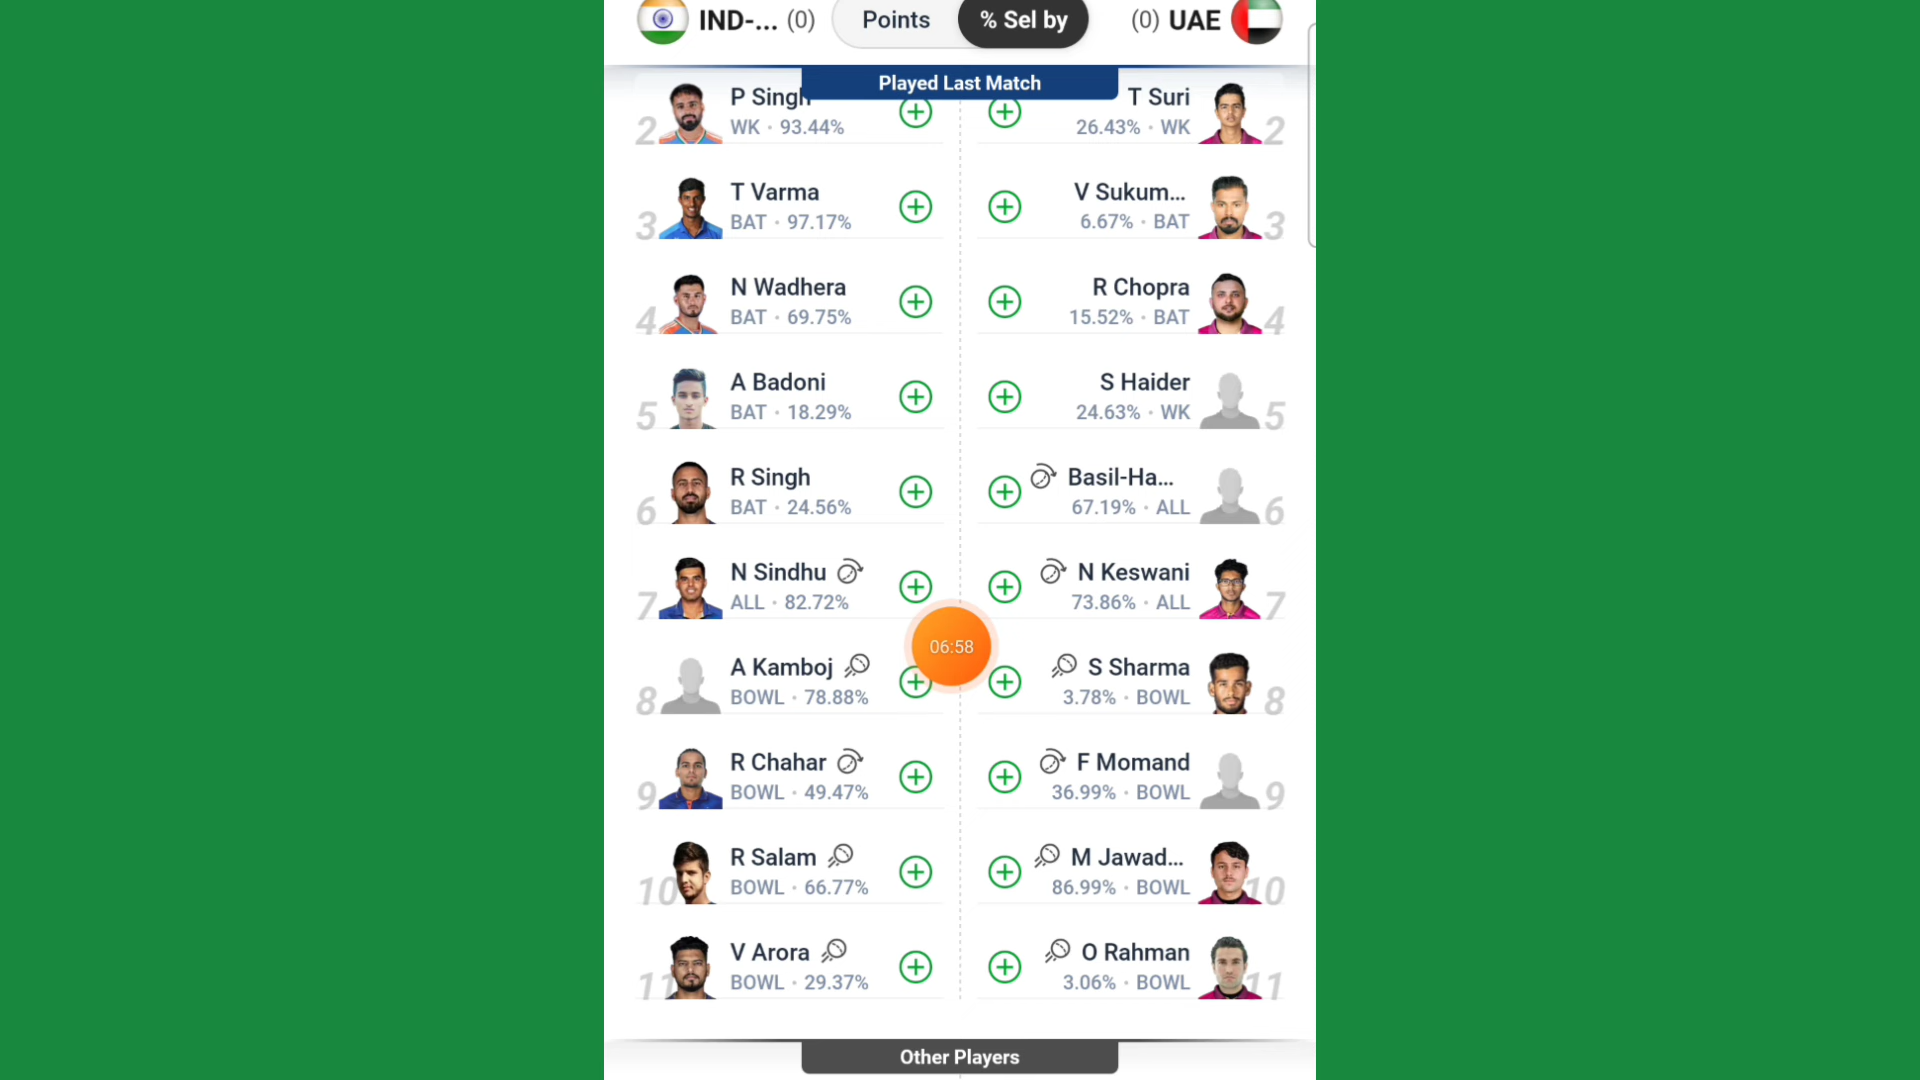 IND-... (0) Points % Sel by (0) UAE
Played Last Match
2 P Singh
WK · 93.44%
T Suri 2
26.43% · WK
3 T Varma
BAT · 97.17%
V Sukum... 3
6.67% · BAT
4 N Wadhera
BAT · 69.75%
R Chopra 4
15.52% · BAT
5 A Badoni
BAT · 18.29%
S Haider 5
24.63% · WK
6 R Singh
BAT · 24.56%
Basil-Ha... 6
67.19% · ALL
7 N Sindhu
ALL · 82.72%
N Keswani 7
73.86% · ALL
06:58
8 A Kamboj
BOWL · 78.88%
S Sharma 8
3.78% · BOWL
9 R Chahar
BOWL · 49.47%
F Momand 9
36.99% · BOWL
10 R Salam
BOWL · 66.77%
M Jawad... 10
86.99% · BOWL
11 V Arora
BOWL · 29.37%
O Rahman 11
3.06% · BOWL
Other Players